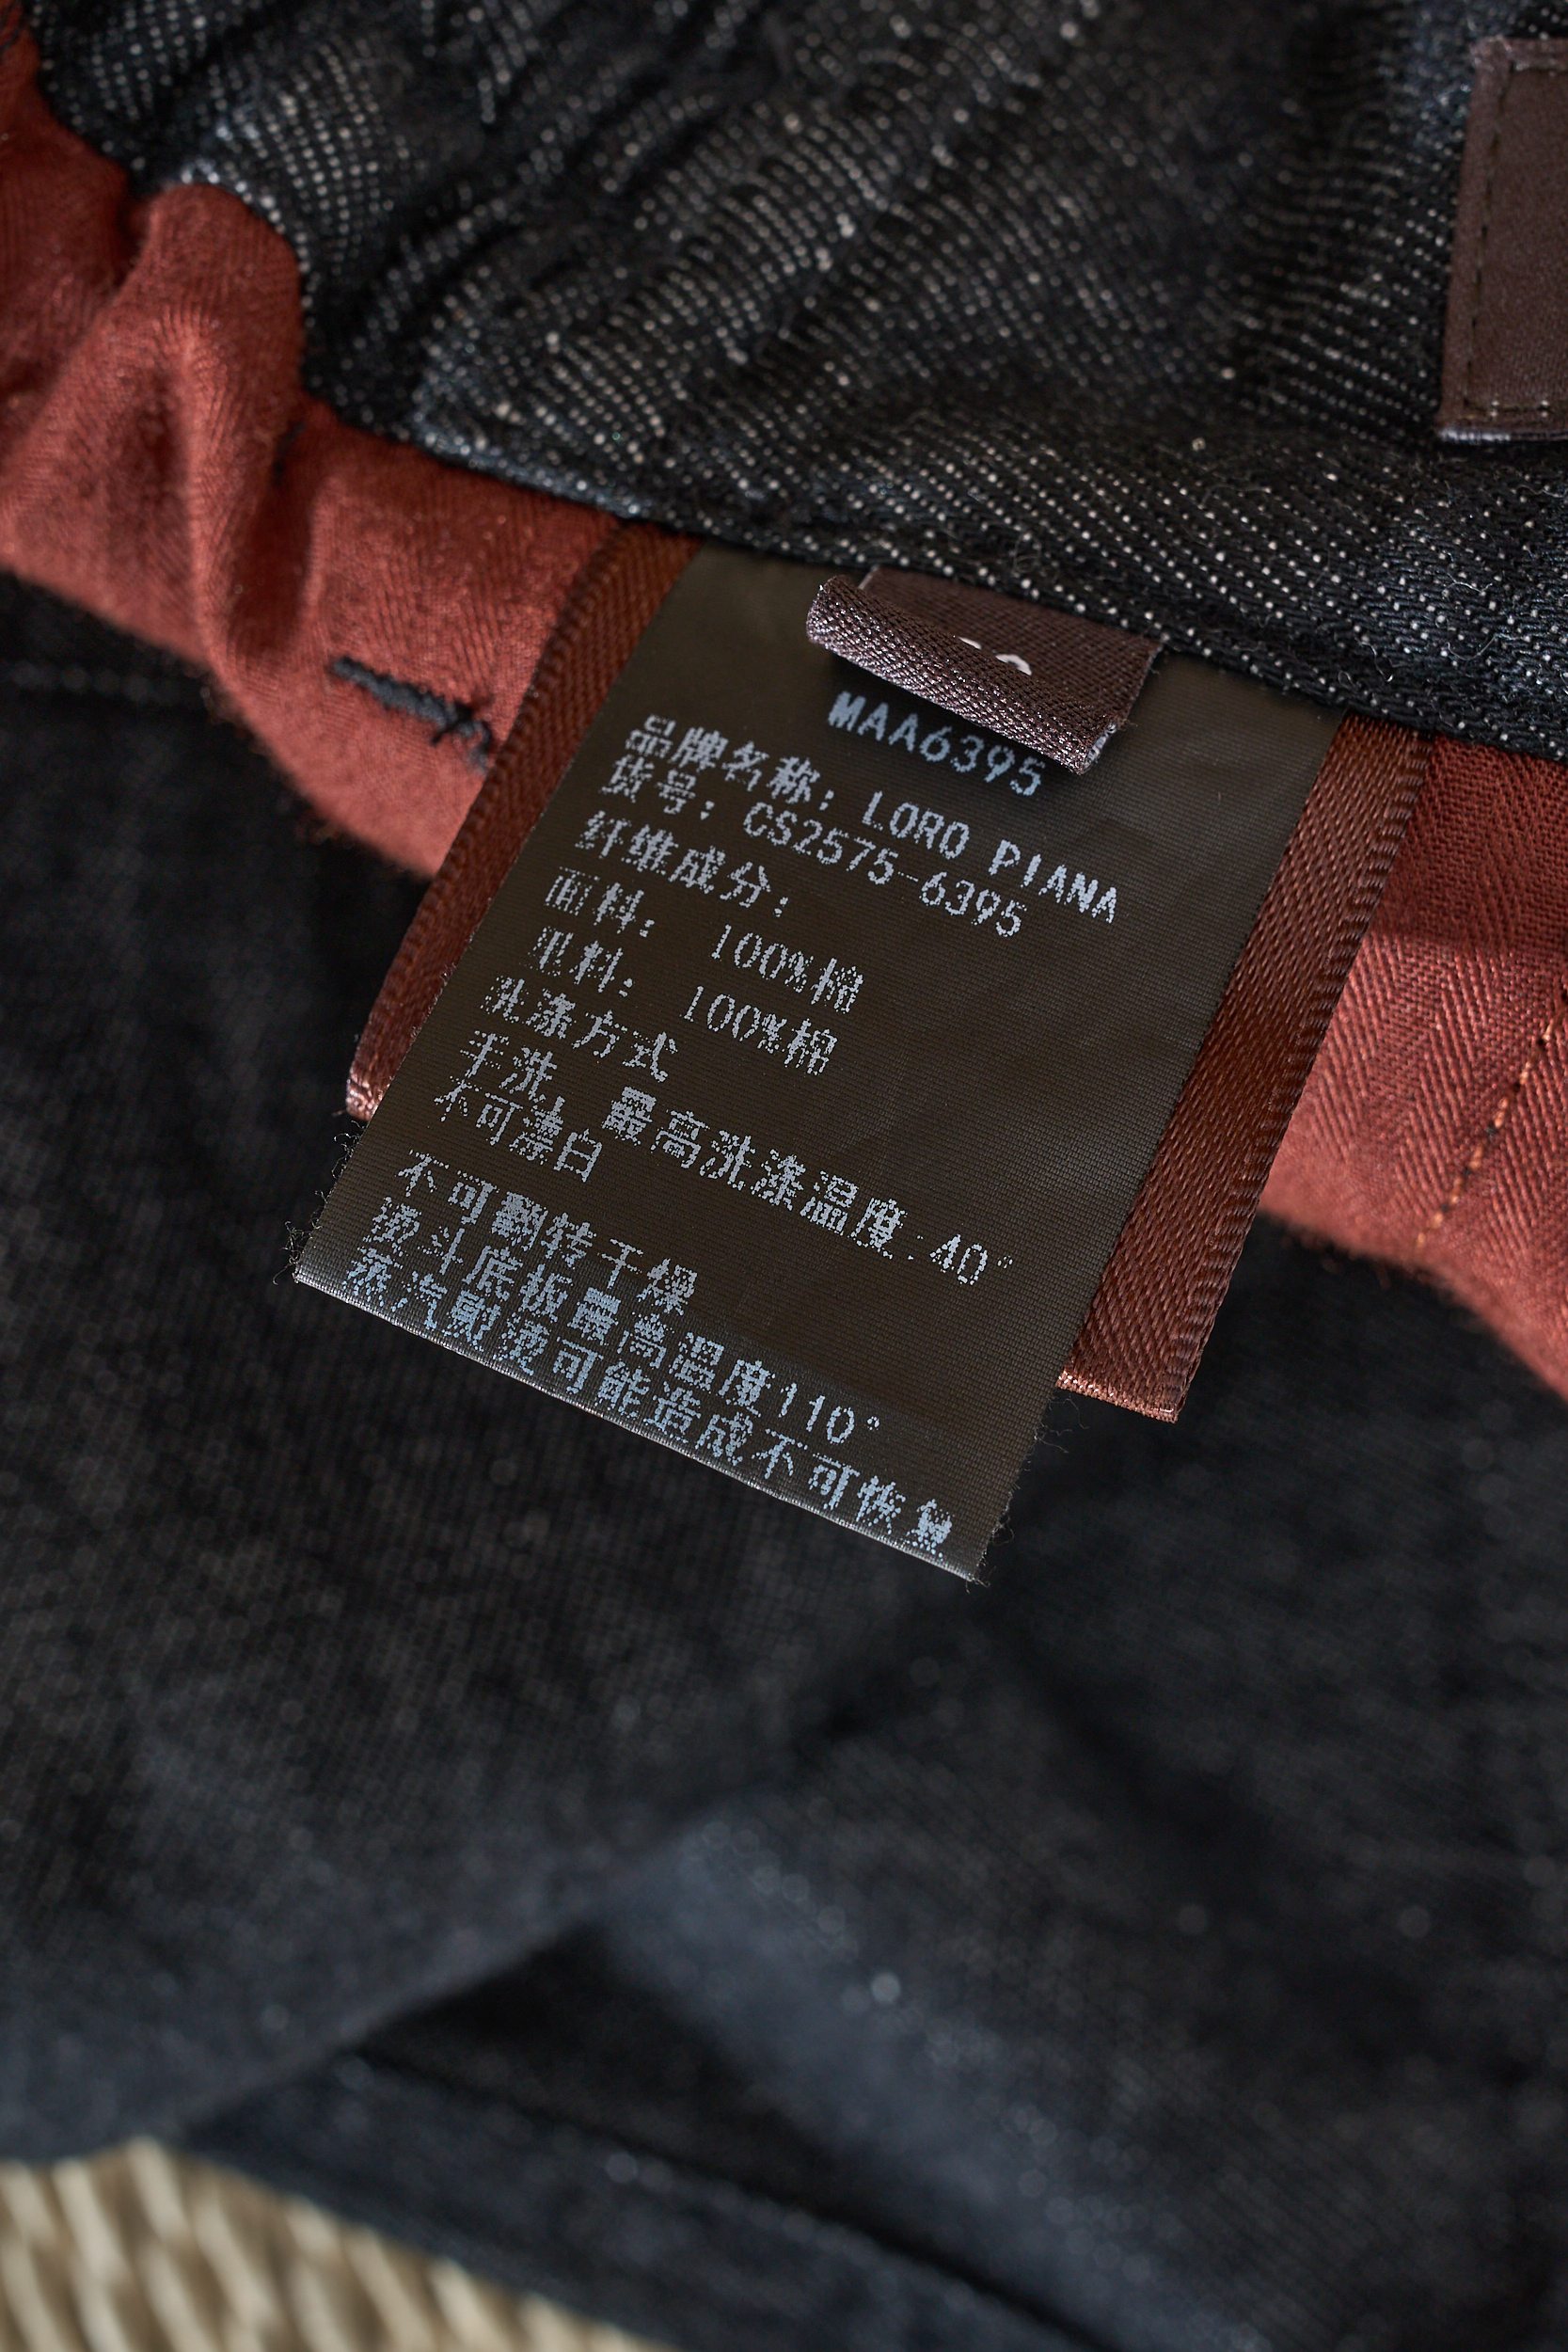 MAA6395
品牌名称: LORO PIANA
货号: CS2575-6395
纤维成分:
面料: 100%棉
里料: 100%棉
洗涤方式
手洗, 最高洗涤温度:40°
不可漂白
不可翻转干燥
熨斗底板最高温度110°
蒸汽熨烫可能造成不可恢复